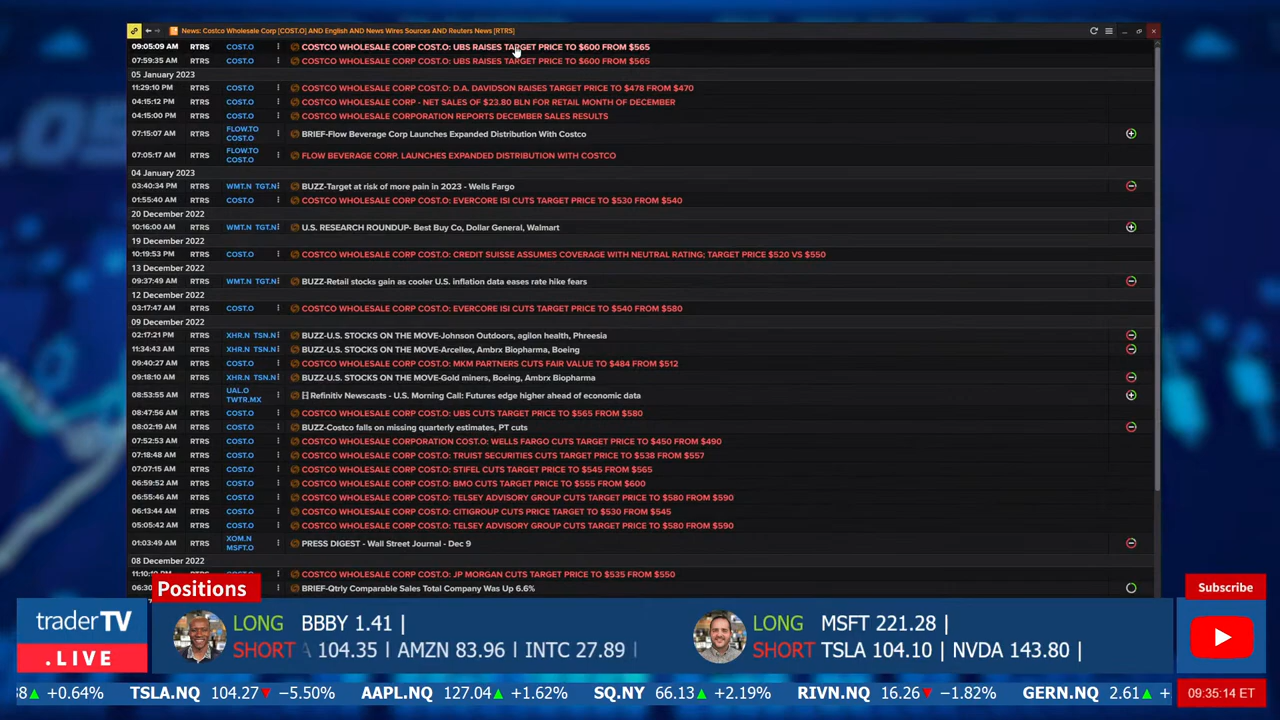 News: Costco Wholesale Corp [COST.O] AND English AND News Wires Sources AND Reuters News [RTRS]
09:05:09 AM RTRS COST.O COSTCO WHOLESALE CORP COST.O: UBS RAISES TARGET PRICE TO $600 FROM $565
07:59:35 AM RTRS COST.O COSTCO WHOLESALE CORP COST.O: UBS RAISES TARGET PRICE TO $600 FROM $565
05 January 2023
11:29:10 PM RTRS COST.O COSTCO WHOLESALE CORP COST.O: D.A. DAVIDSON RAISES TARGET PRICE TO $478 FROM $470
04:15:12 PM RTRS COST.O COSTCO WHOLESALE CORP - NET SALES OF $23.80 BLN FOR RETAIL MONTH OF DECEMBER
04:15:00 PM RTRS COST.O COSTCO WHOLESALE CORPORATION REPORTS DECEMBER SALES RESULTS
07:15:07 AM RTRS FLOW.TO COST.O BRIEF-Flow Beverage Corp Launches Expanded Distribution With Costco
07:05:17 AM RTRS FLOW.TO COST.O FLOW BEVERAGE CORP. LAUNCHES EXPANDED DISTRIBUTION WITH COSTCO
04 January 2023
03:40:34 PM RTRS WMT.N TGT.N BUZZ-Target at risk of more pain in 2023 - Wells Fargo
01:55:40 AM RTRS COST.O COSTCO WHOLESALE CORP COST.O: EVERCORE ISI CUTS TARGET PRICE TO $530 FROM $540
20 December 2022
10:16:00 AM RTRS WMT.N TGT.N U.S. RESEARCH ROUNDUP- Best Buy Co, Dollar General, Walmart
19 December 2022
10:19:53 PM RTRS COST.O COSTCO WHOLESALE CORP COST.O: CREDIT SUISSE ASSUMES COVERAGE WITH NEUTRAL RATING; TARGET PRICE $520 VS $550
13 December 2022
09:37:49 AM RTRS WMT.N TGT.N BUZZ-Retail stocks gain as cooler U.S. inflation data eases rate hike fears
12 December 2022
03:17:47 AM RTRS COST.O COSTCO WHOLESALE CORP COST.O: EVERCORE ISI CUTS TARGET PRICE TO $540 FROM $580
09 December 2022
02:17:21 PM RTRS XHR.N TSN.N BUZZ-U.S. STOCKS ON THE MOVE-Johnson Outdoors, agilon health, Phreesia
11:34:43 AM RTRS XHR.N TSN.N BUZZ-U.S. STOCKS ON THE MOVE-Arcellex, Ambrx Biopharma, Boeing
09:40:27 AM RTRS COST.O COSTCO WHOLESALE CORP COST.O: MKM PARTNERS CUTS FAIR VALUE TO $484 FROM $512
09:18:10 AM RTRS XHR.N TSN.N BUZZ-U.S. STOCKS ON THE MOVE-Gold miners, Boeing, Ambrx Biopharma
08:53:55 AM RTRS UAL.O TWTR.MX Refinitiv Newscasts - U.S. Morning Call: Futures edge higher ahead of economic data
08:47:56 AM RTRS COST.O COSTCO WHOLESALE CORP COST.O: UBS CUTS TARGET PRICE TO $565 FROM $580
08:02:19 AM RTRS COST.O BUZZ-Costco falls on missing quarterly estimates, PT cuts
07:52:53 AM RTRS COST.O COSTCO WHOLESALE CORPORATION COST.O: WELLS FARGO CUTS TARGET PRICE TO $450 FROM $490
07:18:48 AM RTRS COST.O COSTCO WHOLESALE CORP COST.O: TRUIST SECURITIES CUTS TARGET PRICE TO $538 FROM $557
07:07:15 AM RTRS COST.O COSTCO WHOLESALE CORP COST.O: STIFEL CUTS TARGET PRICE TO $545 FROM $565
06:59:52 AM RTRS COST.O COSTCO WHOLESALE CORP COST.O: BMO CUTS TARGET PRICE TO $555 FROM $600
06:55:46 AM RTRS COST.O COSTCO WHOLESALE CORP COST.O: TELSEY ADVISORY GROUP CUTS TARGET PRICE TO $580 FROM $590
06:13:44 AM RTRS COST.O COSTCO WHOLESALE CORP COST.O: CITIGROUP CUTS PRICE TO $530 FROM $545
05:05:42 AM RTRS COST.O COSTCO WHOLESALE CORP COST.O: TELSEY ADVISORY GROUP CUTS TARGET PRICE TO $580 FROM $590
01:03:49 AM RTRS XOM.N MSFT.O PRESS DIGEST - Wall Street Journal - Dec 9
08 December 2022
RTRS COST.O COSTCO WHOLESALE CORP COST.O: JP MORGAN CUTS TARGET PRICE TO $535 FROM $550
BRIEF-Qtrly Comparable Sales Total Company Was Up 6.6%
Positions
Subscribe
traderTV .LIVE
LONG BBBY 1.41 |
SHORT 104.35 | AMZN 83.96 | INTC 27.89 |
LONG MSFT 221.28 |
SHORT TSLA 104.10 | NVDA 143.80 |
+0.64% TSLA.NQ 104.27 ▼ −5.50% AAPL.NQ 127.04 ▲ +1.62% SQ.NY 66.13 ▲ +2.19% RIVN.NQ 16.26 ▼ −1.82% GERN.NQ 2.61 ▲ +
09:35:14 ET